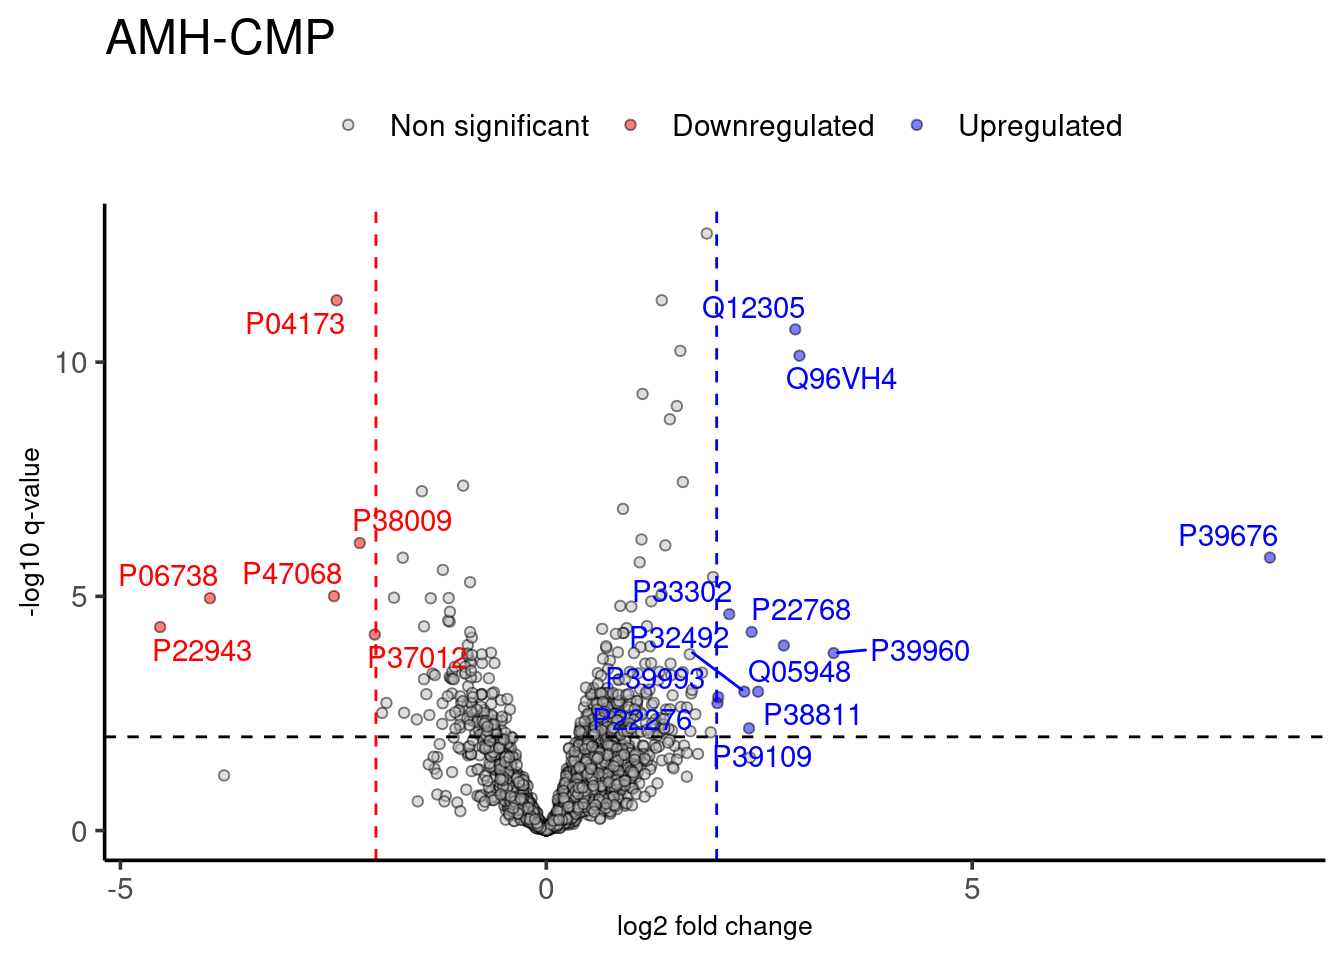 AMH-CMP
Non significant Downregulated Upregulated
Q12305
P04173
10
Q96VH4
P38009
P39676
P06738 P47068
5
P33302 P22768
P22943 P37012 P32492 P39960
P39993 Q05948
P22276 P38811
P39109
0
-log10 q-value
-5 0 5
log2 fold change